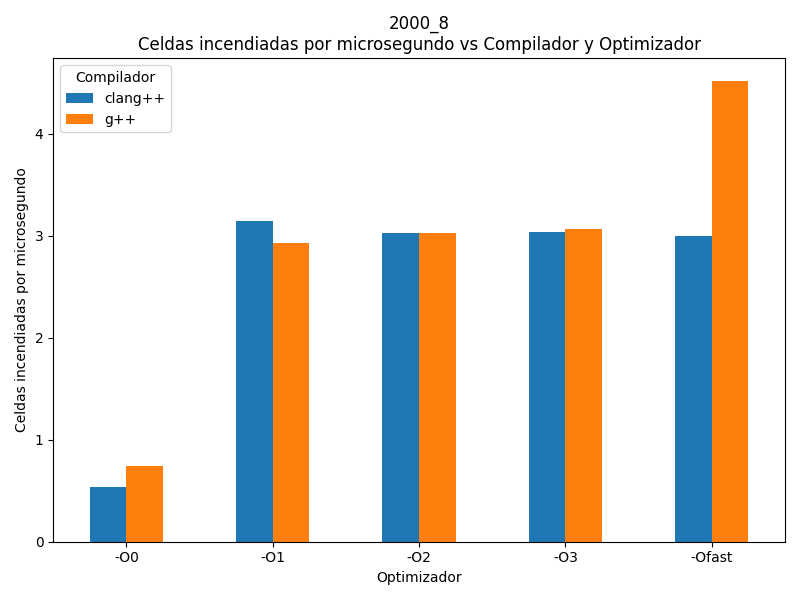 2000_8
Celdas incendiadas por microsegundo vs Compilador y Optimizador
Compilador
clang++
g++
Celdas incendiadas por microsegundo
4
3
2
1
0
-O0 -O1 -O2 -O3 -Ofast
Optimizador